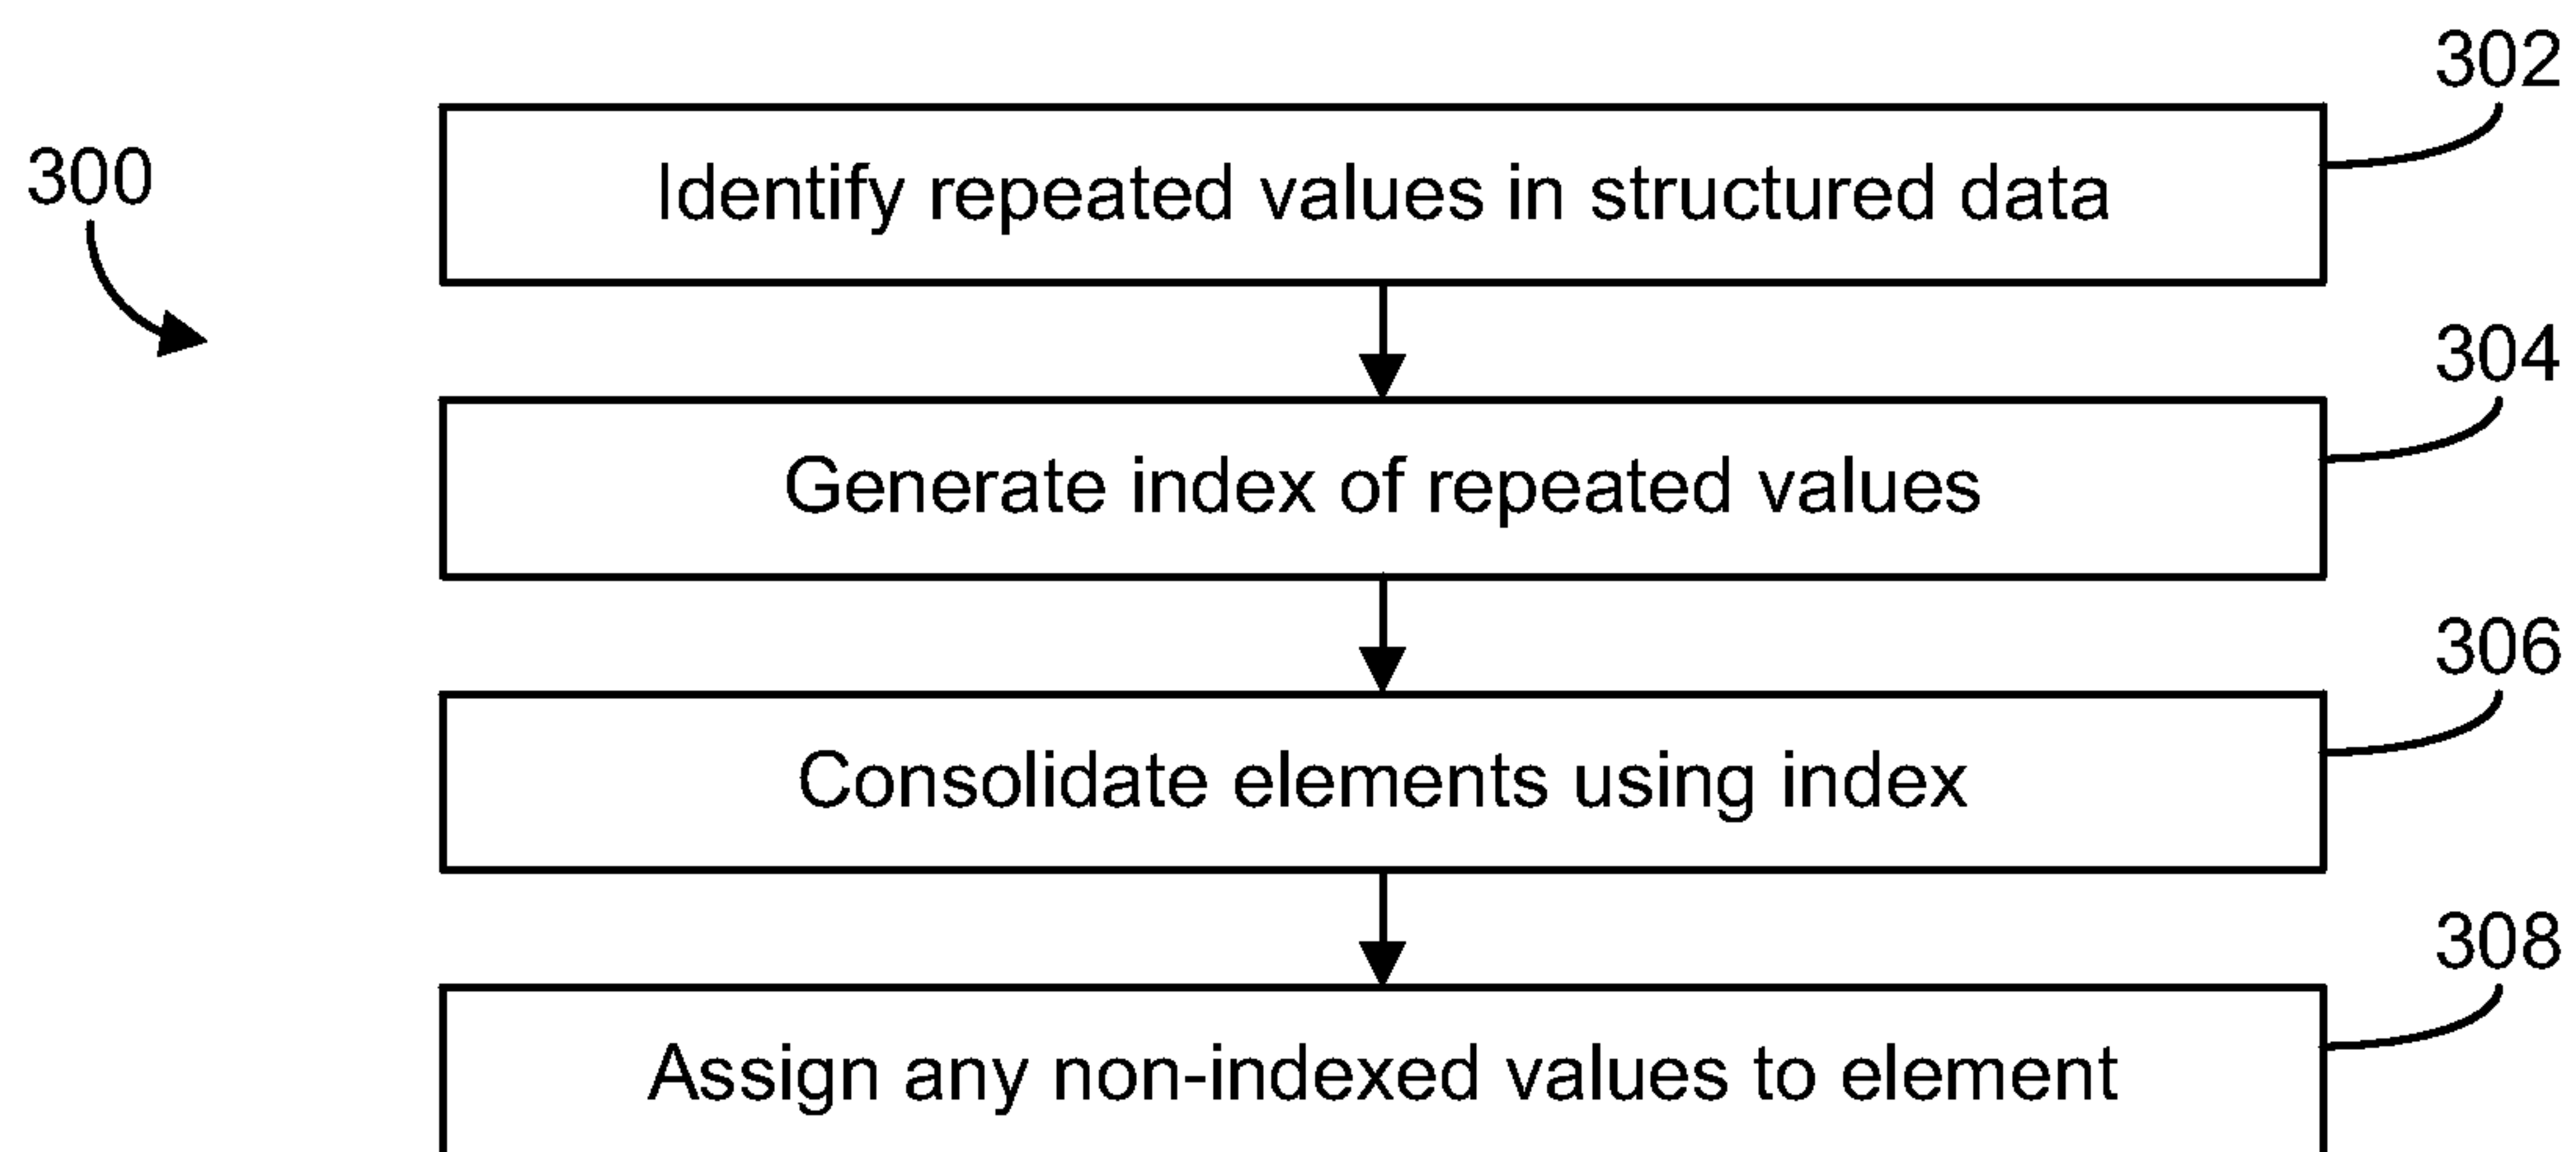 302
300
Identify repeated values in structured data
304
Generate index of repeated values
306
Consolidate elements using index
308
Assign any non-indexed values to element